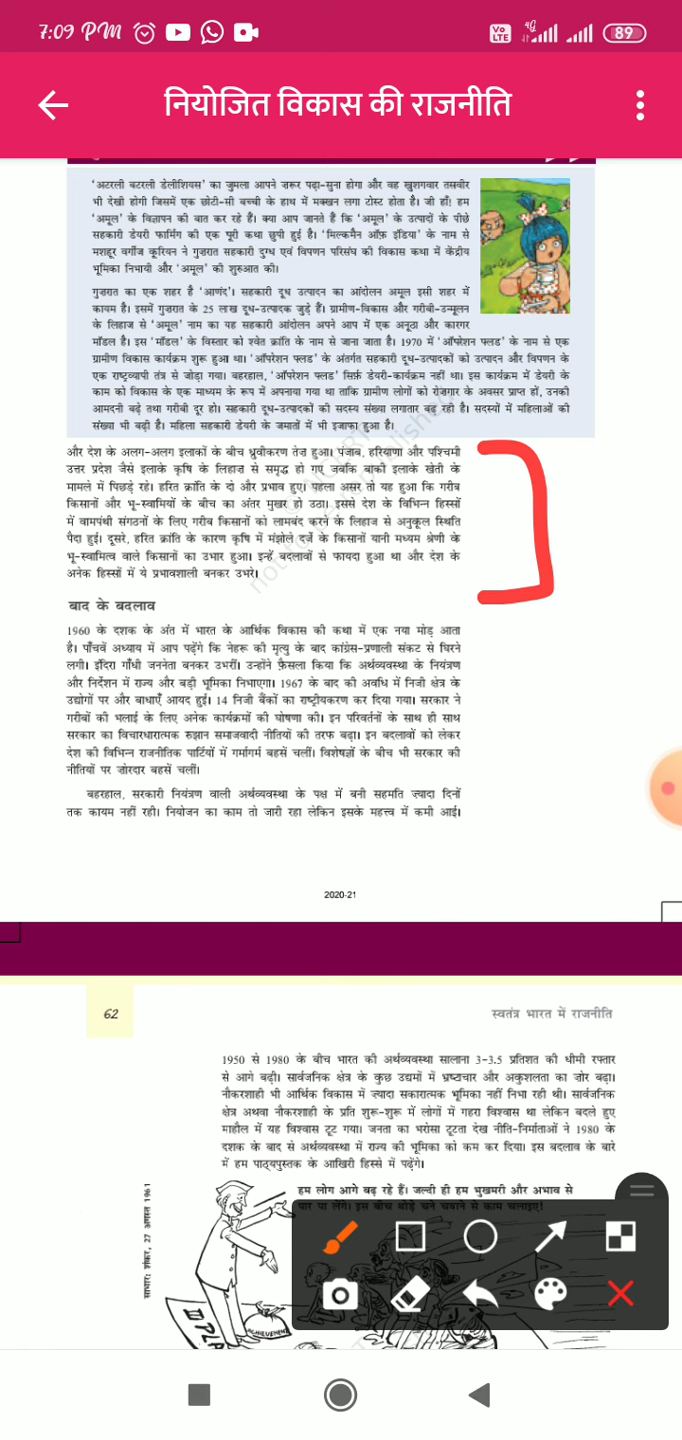 7:09 PM
Vo LTE
4G
89
नियोजित विकास की राजनीति
'अटरली बटरली डेलीशियस' का जुमला आपने ज़रूर पढ़ा-सुना होगा और वह खुशगवार तसवीर
भी देखी होगी जिसमें एक छोटी-सी बच्ची के हाथ में मक्खन लगा टोस्ट होता है। जी हाँ! हम
'अमूल' के विज्ञापन की बात कर रहे हैं। क्या आप जानते हैं कि 'अमूल' के उत्पादों के पीछे
सहकारी डेयरी फार्मिंग की एक पूरी कथा छुपी हुई है। 'मिल्कमैन ऑफ़ इंडिया' के नाम से
मशहूर वर्गीज कूरियन ने गुजरात सहकारी दुग्ध एवं विपणन परिसंघ की विकास कथा में केंद्रीय
भूमिका निभायी और 'अमूल' की शुरुआत की।
गुजरात का एक शहर है 'आणंद'। सहकारी दूध उत्पादन का आंदोलन अमूल इसी शहर में
कायम है। इसमें गुजरात के 25 लाख दूध-उत्पादक जुड़े हैं। ग्रामीण-विकास और गरीबी-उन्मूलन
के लिहाज से 'अमूल' नाम का यह सहकारी आंदोलन अपने आप में एक अनूठा और कारगर
मॉडल है। इस 'मॉडल' के विस्तार को श्वेत क्रांति के नाम से जाना जाता है। 1970 में 'ऑपरेशन फ्लड' के नाम से एक
ग्रामीण विकास कार्यक्रम शुरू हुआ था। 'ऑपरेशन फ्लड' के अंतर्गत सहकारी दूध-उत्पादकों को उत्पादन और विपणन के
एक राष्ट्रव्यापी तंत्र से जोड़ा गया। बहरहाल, 'ऑपरेशन फ्लड' सिर्फ़ डेयरी-कार्यक्रम नहीं था। इस कार्यक्रम में डेयरी के
काम को विकास के एक माध्यम के रूप में अपनाया गया था ताकि ग्रामीण लोगों को रोज़गार के अवसर प्राप्त हों, उनकी
आमदनी बढ़े तथा गरीबी दूर हो। सहकारी दूध-उत्पादकों की सदस्य संख्या लगातार बढ़ रही है। सदस्यों में महिलाओं की
संख्या भी बढ़ी है। महिला सहकारी डेयरी के जमातों में भी इजाफा हुआ है।
और देश के अलग-अलग इलाकों के बीच ध्रुवीकरण तेज़ हुआ। पंजाब, हरियाणा और पश्चिमी
उत्तर प्रदेश जैसे इलाके कृषि के लिहाज से समृद्ध हो गए जबकि बाकी इलाके खेती के
मामले में पिछड़े रहे। हरित क्रांति के दो और प्रभाव हुए। पहला असर तो यह हुआ कि गरीब
किसानों और भू-स्वामियों के बीच का अंतर मुखर हो उठा। इससे देश के विभिन्न हिस्सों
में वामपंथी संगठनों के लिए गरीब किसानों को लामबंद करने के लिहाज से अनुकूल स्थिति
पैदा हुई। दूसरे, हरित क्रांति के कारण कृषि में मंझोले दर्जे के किसानों यानी मध्यम श्रेणी के
भू-स्वामित्व वाले किसानों का उभार हुआ। इन्हें बदलावों से फायदा हुआ था और देश के
अनेक हिस्सों में ये प्रभावशाली बनकर उभरे।
बाद के बदलाव
1960 के दशक के अंत में भारत के आर्थिक विकास की कथा में एक नया मोड़ आता
है। पाँचवें अध्याय में आप पढ़ेंगे कि नेहरू की मृत्यु के बाद कांग्रेस-प्रणाली संकट से घिरने
लगी। इंदिरा गाँधी जननेता बनकर उभरीं। उन्होंने फ़ैसला किया कि अर्थव्यवस्था के नियंत्रण
और निर्देशन में राज्य और बड़ी भूमिका निभाएगा। 1967 के बाद की अवधि में निजी क्षेत्र के
उद्योगों पर और बाधाएँ आयद हुईं। 14 निजी बैंकों का राष्ट्रीयकरण कर दिया गया। सरकार ने
गरीबों की भलाई के लिए अनेक कार्यक्रमों की घोषणा की। इन परिवर्तनों के साथ ही साथ
सरकार का विचारधारात्मक रुझान समाजवादी नीतियों की तरफ बढ़ा। इन बदलावों को लेकर
देश की विभिन्न राजनीतिक पार्टियों में गर्मागर्म बहसें चलीं। विशेषज्ञों के बीच भी सरकार की
नीतियों पर ज़ोरदार बहसें चलीं।
बहरहाल, सरकारी नियंत्रण वाली अर्थव्यवस्था के पक्ष में बनी सहमति ज्यादा दिनों
तक कायम नहीं रही। नियोजन का काम तो जारी रहा लेकिन इसके महत्त्व में कमी आई।
2020-21
62
स्वतंत्र भारत में राजनीति
1950 से 1980 के बीच भारत की अर्थव्यवस्था सालाना 3-3.5 प्रतिशत की धीमी रफ्तार
से आगे बढ़ी। सार्वजनिक क्षेत्र के कुछ उद्यमों में भ्रष्टाचार और अकुशलता का ज़ोर बढ़ा।
नौकरशाही भी आर्थिक विकास में ज्यादा सकारात्मक भूमिका नहीं निभा रही थी। सार्वजनिक
क्षेत्र अथवा नौकरशाही के प्रति शुरू-शुरू में लोगों में गहरा विश्वास था लेकिन बदले हुए
माहौल में यह विश्वास टूट गया। जनता का भरोसा टूटता देख नीति-निर्माताओं ने 1980 के
दशक के बाद से अर्थव्यवस्था में राज्य की भूमिका को कम कर दिया। इस बदलाव के बारे
में हम पाठ्यपुस्तक के आखिरी हिस्से में पढ़ेंगे।
हम लोग आगे बढ़ रहे हैं। जल्दी ही हम भुखमरी और अभाव से
पार पा लेंगे। इस बीच थोड़े चने चबाने से काम चलाइए!
साभार: शंकर, 27 अगस्त 1961
III PLA
ACHIEVEMENT